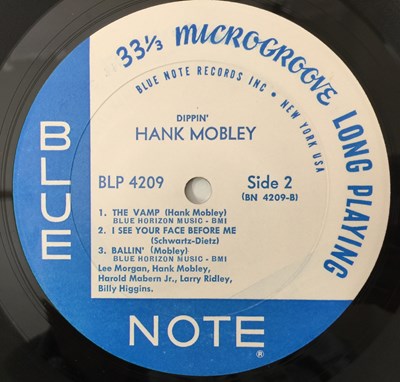 33⅓ MICROGROOVE LONG PLAYING
BLUE NOTE RECORDS INC • NEW YORK USA
DIPPIN'
HANK MOBLEY
BLP 4209
Side 2
(BN 4209-B)
1. THE VAMP (Hank Mobley)
BLUE HORIZON MUSIC - BMI
2. I SEE YOUR FACE BEFORE ME
(Schwartz-Dietz)
3. BALLIN' (Mobley)
BLUE HORIZON MUSIC - BMI
Lee Morgan, Hank Mobley,
Harold Mabern Jr., Larry Ridley,
Billy Higgins.
BLUE
NOTE®